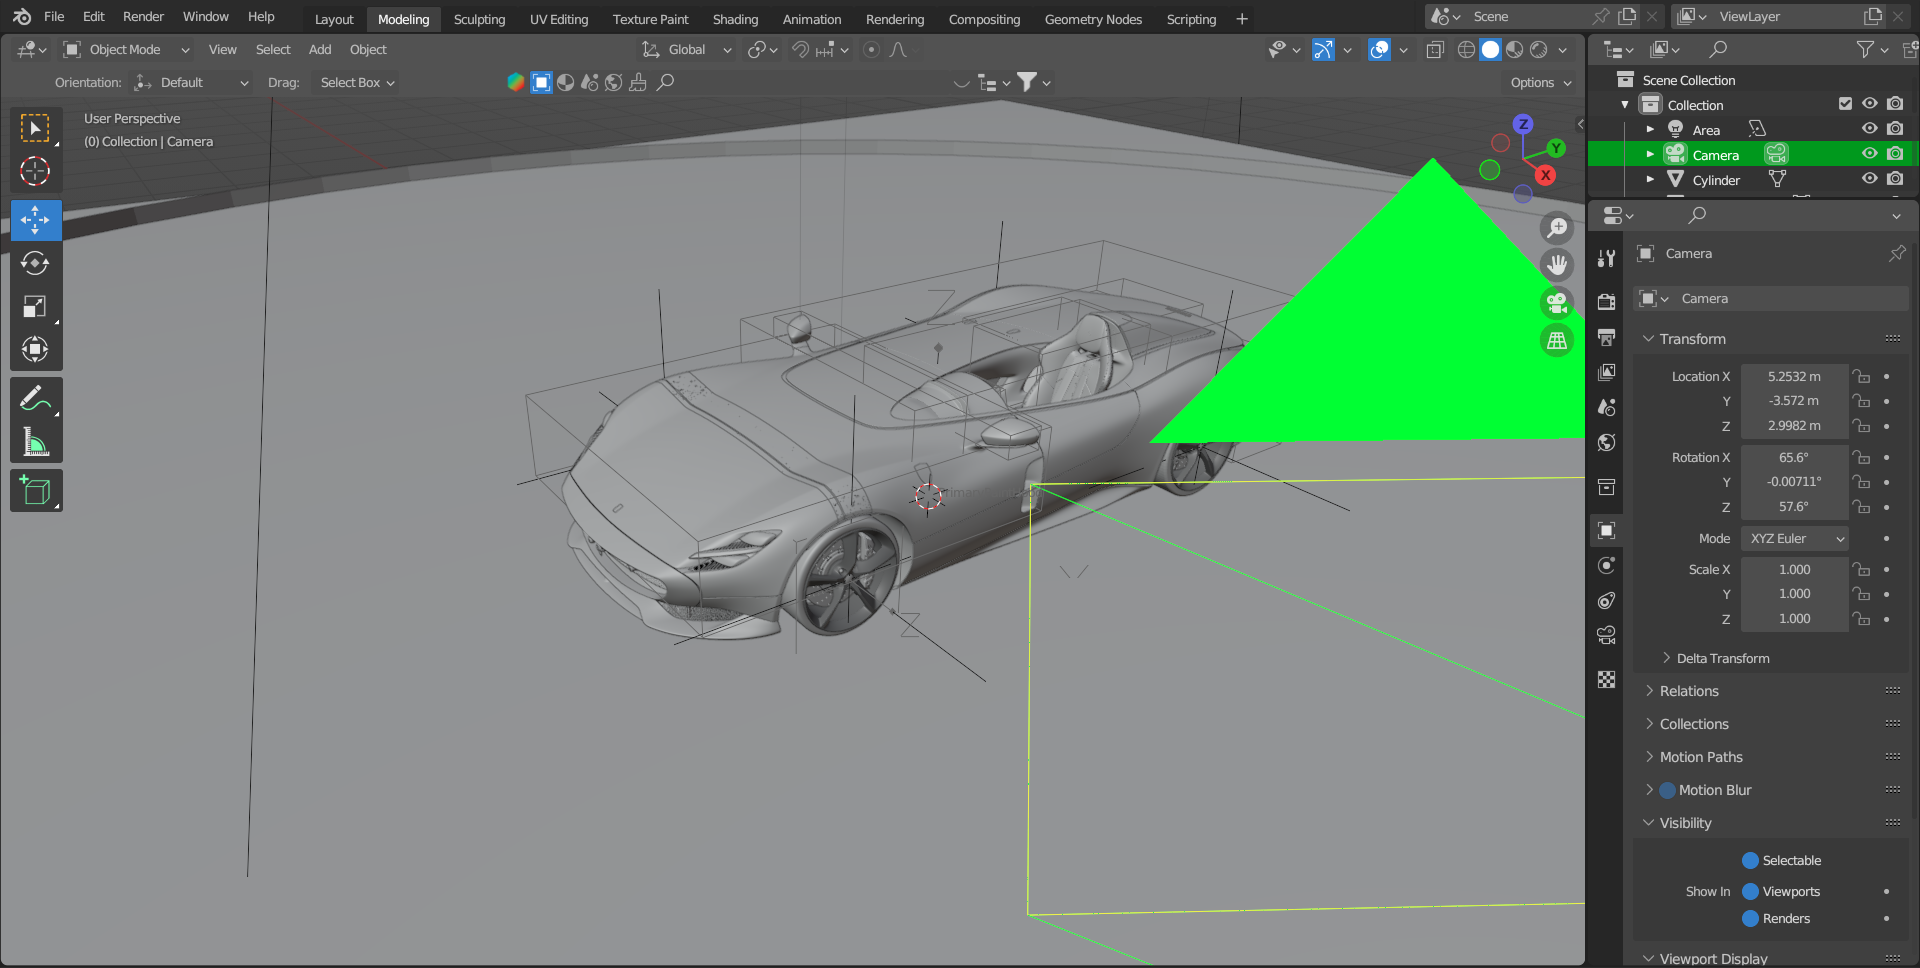 File Edit Render Window Help Layout Modeling Sculpting UV Editing Texture Paint Shading Animation Rendering Compositing Geometry Nodes Scripting + Scene ViewLayer
Object Mode View Select Add Object Global
Orientation: Default Drag: Select Box Options
User Perspective
(0) Collection | Camera
Z
Y
X
Scene Collection
Collection
Area
Camera
Cylinder
Camera
Camera
Transform
Location X 5.2532 m
Y -3.572 m
Z 2.9982 m
Rotation X 65.6°
Y -0.00711°
Z 57.6°
Mode XYZ Euler
Scale X 1.000
Y 1.000
Z 1.000
Delta Transform
Relations
Collections
Motion Paths
Motion Blur
Visibility
Selectable
Show In Viewports
Renders
Viewport Display